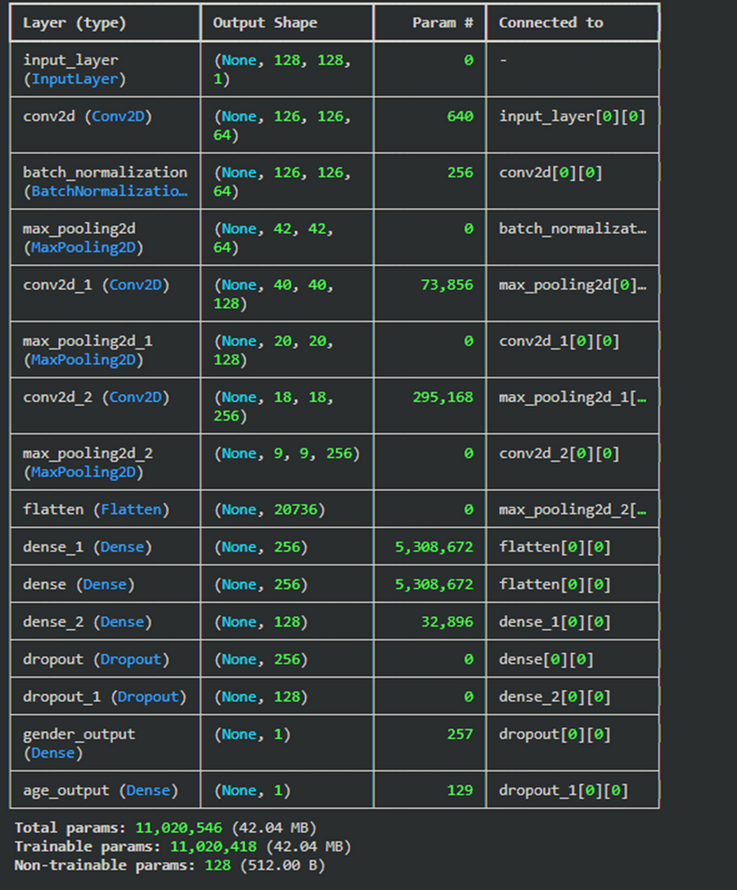 Layer (type) Output Shape Param # Connected to
input_layer (None, 128, 128, 0 -
(InputLayer) 1)
conv2d (Conv2D) (None, 126, 126, 640 input_layer[0][0]
64)
batch_normalization (None, 126, 126, 256 conv2d[0][0]
(BatchNormalizatio… 64)
max_pooling2d (None, 42, 42, 0 batch_normalizat…
(MaxPooling2D) 64)
conv2d_1 (Conv2D) (None, 40, 40, 73,856 max_pooling2d[0]…
128)
max_pooling2d_1 (None, 20, 20, 0 conv2d_1[0][0]
(MaxPooling2D) 128)
conv2d_2 (Conv2D) (None, 18, 18, 295,168 max_pooling2d_1[…
256)
max_pooling2d_2 (None, 9, 9, 256) 0 conv2d_2[0][0]
(MaxPooling2D)
flatten (Flatten) (None, 20736) 0 max_pooling2d_2[…
dense_1 (Dense) (None, 256) 5,308,672 flatten[0][0]
dense (Dense) (None, 256) 5,308,672 flatten[0][0]
dense_2 (Dense) (None, 128) 32,896 dense_1[0][0]
dropout (Dropout) (None, 256) 0 dense[0][0]
dropout_1 (Dropout) (None, 128) 0 dense_2[0][0]
gender_output (None, 1) 257 dropout[0][0]
(Dense)
age_output (Dense) (None, 1) 129 dropout_1[0][0]
Total params: 11,020,546 (42.04 MB)
Trainable params: 11,020,418 (42.04 MB)
Non-trainable params: 128 (512.00 B)